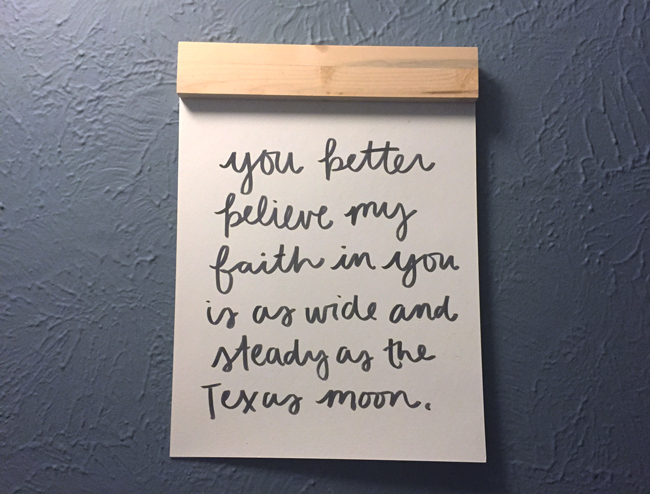 you better
believe my
faith in you
is as wide and
steady as the
Texas moon.